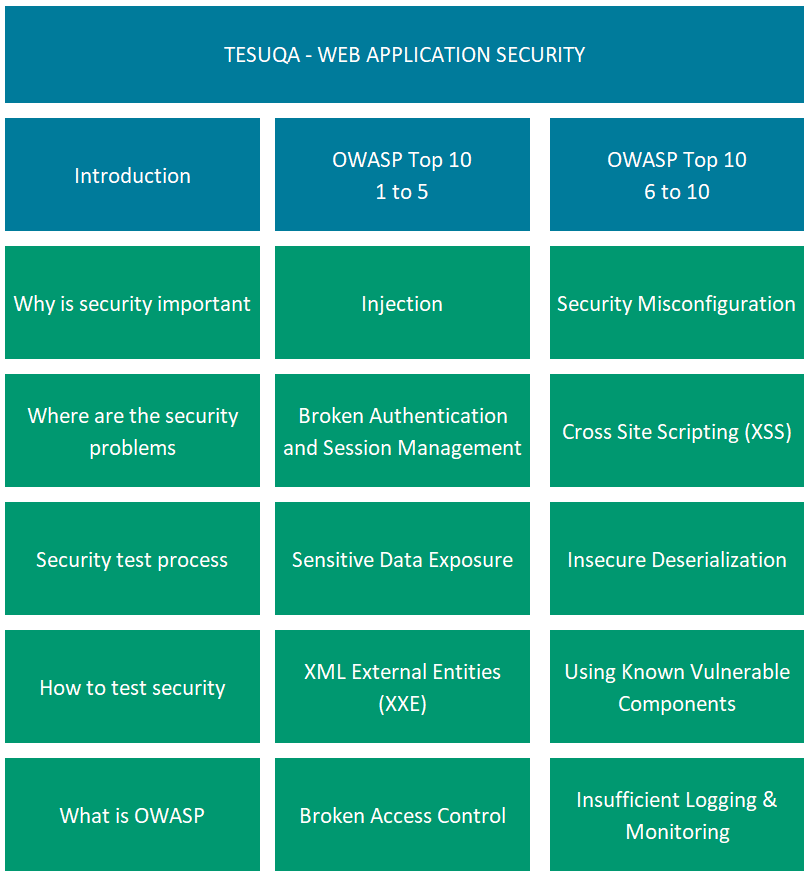 TESUQA - WEB APPLICATION SECURITY
Introduction
OWASP Top 10
1 to 5
OWASP Top 10
6 to 10
Why is security important
Injection
Security Misconfiguration
Where are the security
problems
Broken Authentication
and Session Management
Cross Site Scripting (XSS)
Security test process
Sensitive Data Exposure
Insecure Deserialization
How to test security
XML External Entities
(XXE)
Using Known Vulnerable
Components
What is OWASP
Broken Access Control
Insufficient Logging &
Monitoring